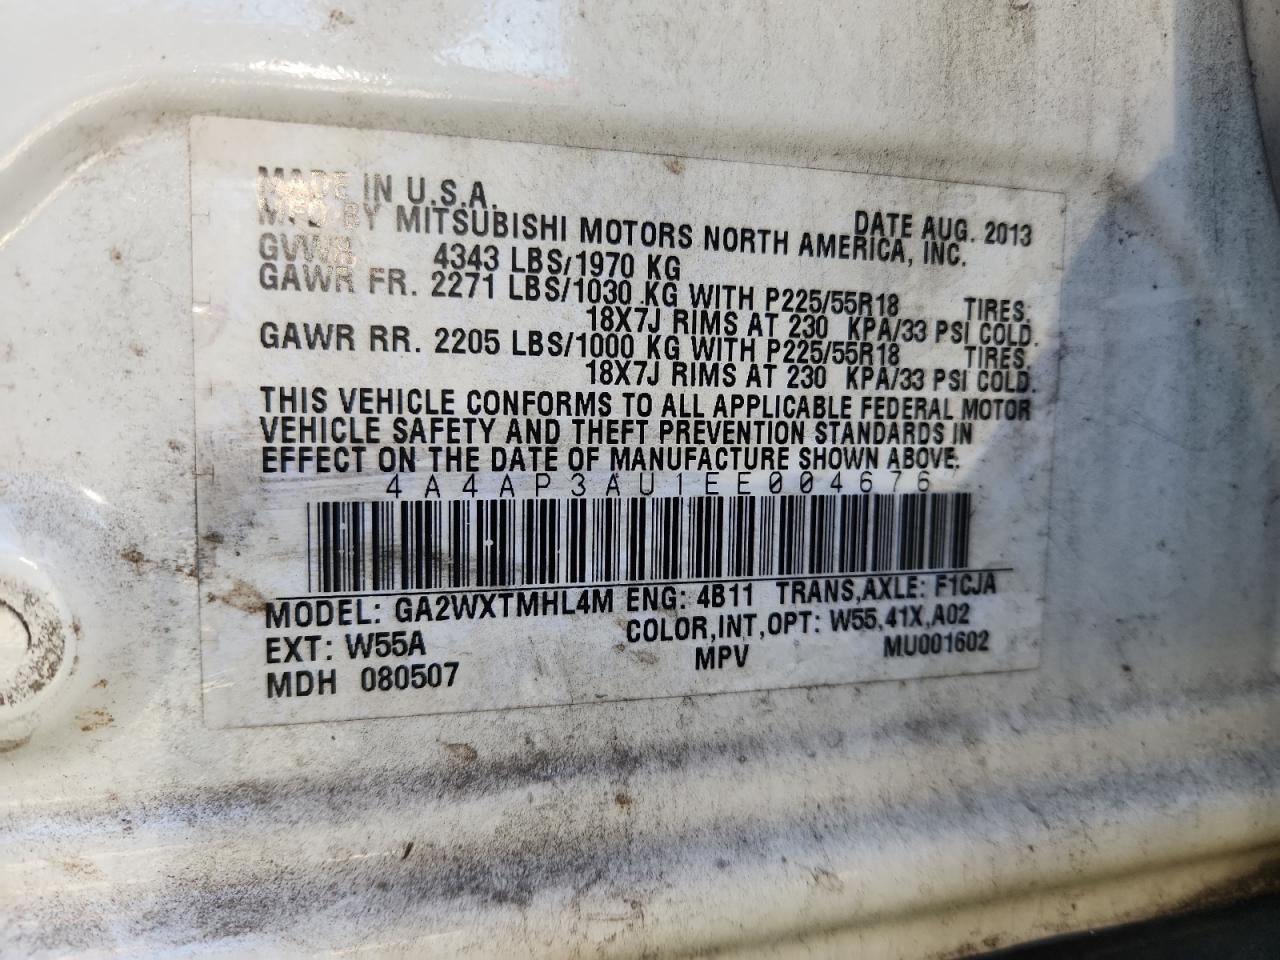 MADE IN U.S.A. DATE AUG. 2013
MFD BY MITSUBISHI MOTORS NORTH AMERICA, INC.
GVWR 4343 LBS/1970 KG
GAWR FR. 2271 LBS/1030 KG WITH P225/55R18 TIRES.
18X7J RIMS AT 230 KPA/33 PSI COLD.
GAWR RR. 2205 LBS/1000 KG WITH P225/55R18 TIRES.
18X7J RIMS AT 230 KPA/33 PSI COLD.
THIS VEHICLE CONFORMS TO ALL APPLICABLE FEDERAL MOTOR
VEHICLE SAFETY AND THEFT PREVENTION STANDARDS IN
EFFECT ON THE DATE OF MANUFACTURE SHOWN ABOVE.
4A4AP3AU1EE004676
MODEL: GA2WXTMHL4M ENG: 4B11 TRANS,AXLE: F1CJA
EXT: W55A COLOR,INT,OPT: W55,41X,A02
MDH 080507 MPV MU001602